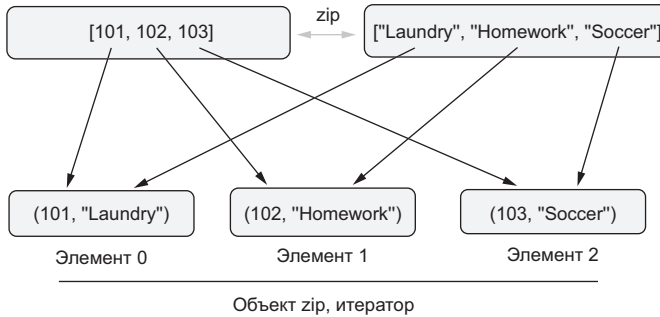 zip
[101, 102, 103]
["Laundry", "Homework", "Soccer"]
(101, "Laundry")
(102, "Homework")
(103, "Soccer")
Элемент 0
Элемент 1
Элемент 2
Объект zip, итератор